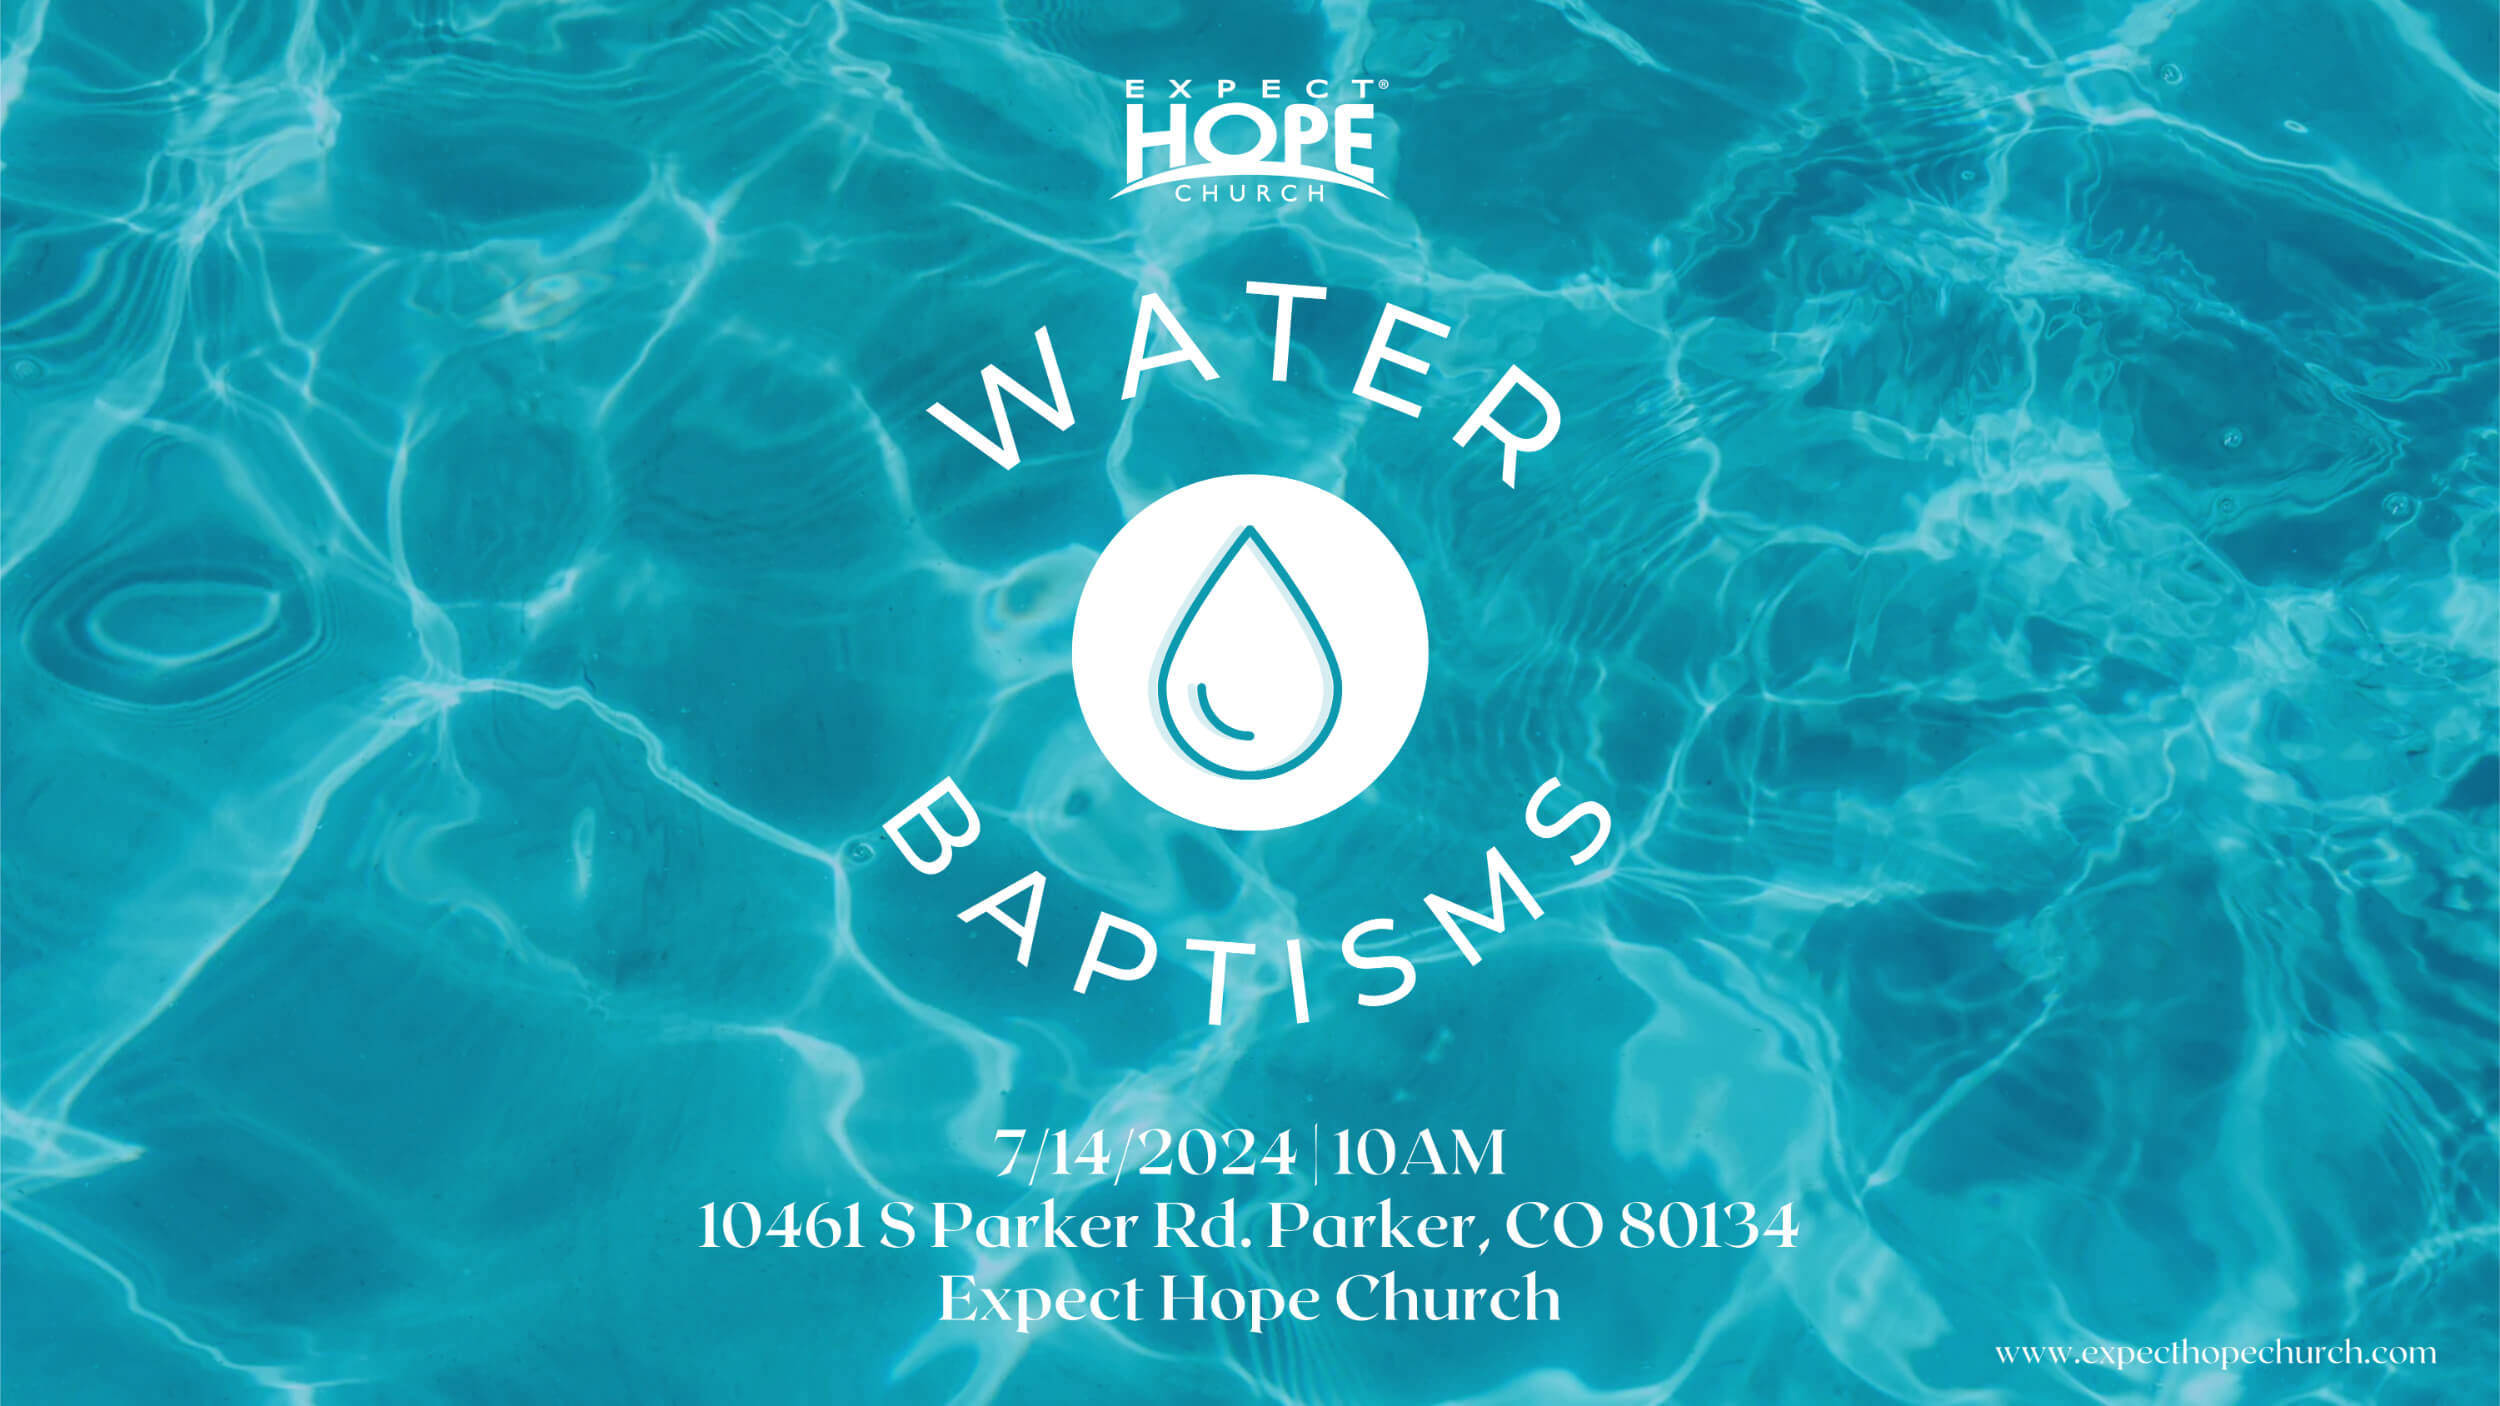 EXPECT®
HOPE
CHURCH
WATER
BAPTISMS
7/14/2024 | 10AM
10461 S Parker Rd. Parker, CO 80134
Expect Hope Church
www.expecthopechurch.com